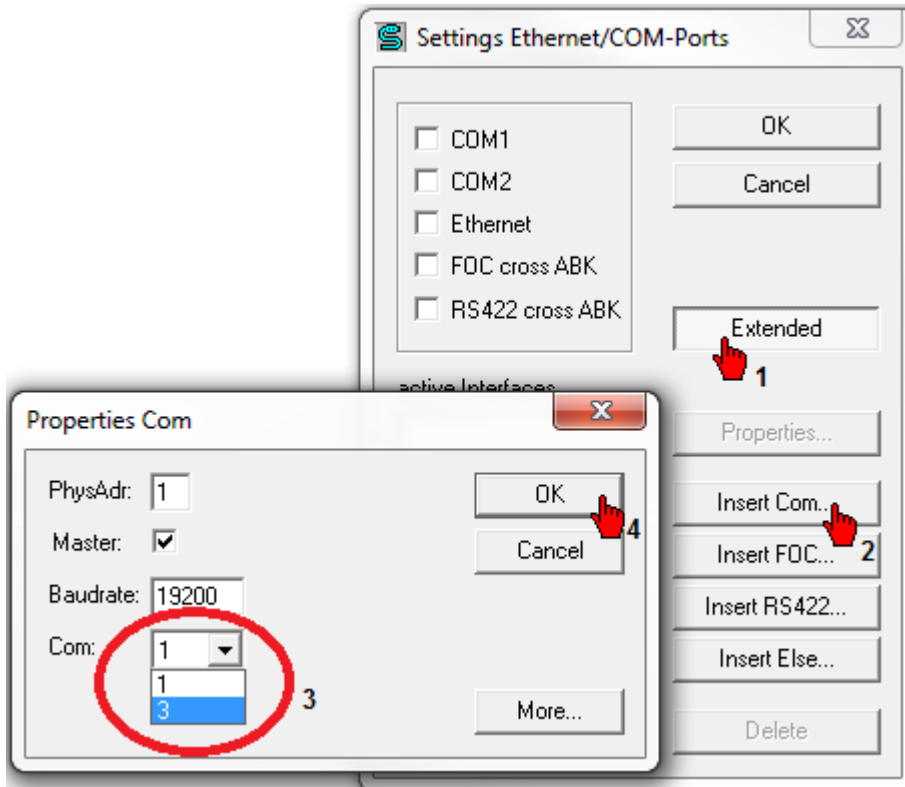 Settings Ethernet/COM-Ports
COM1
COM2
Ethernet
FOC cross ABK
RS422 cross ABK
OK
Cancel
Extended
1
active Interfaces
Properties...
Insert Com...
2
Insert FOC...
Insert RS422...
Insert Else...
Delete
Properties Com
PhysAdr: 1
Master:
Baudrate: 19200
Com: 1
1
3
3
OK
4
Cancel
More...